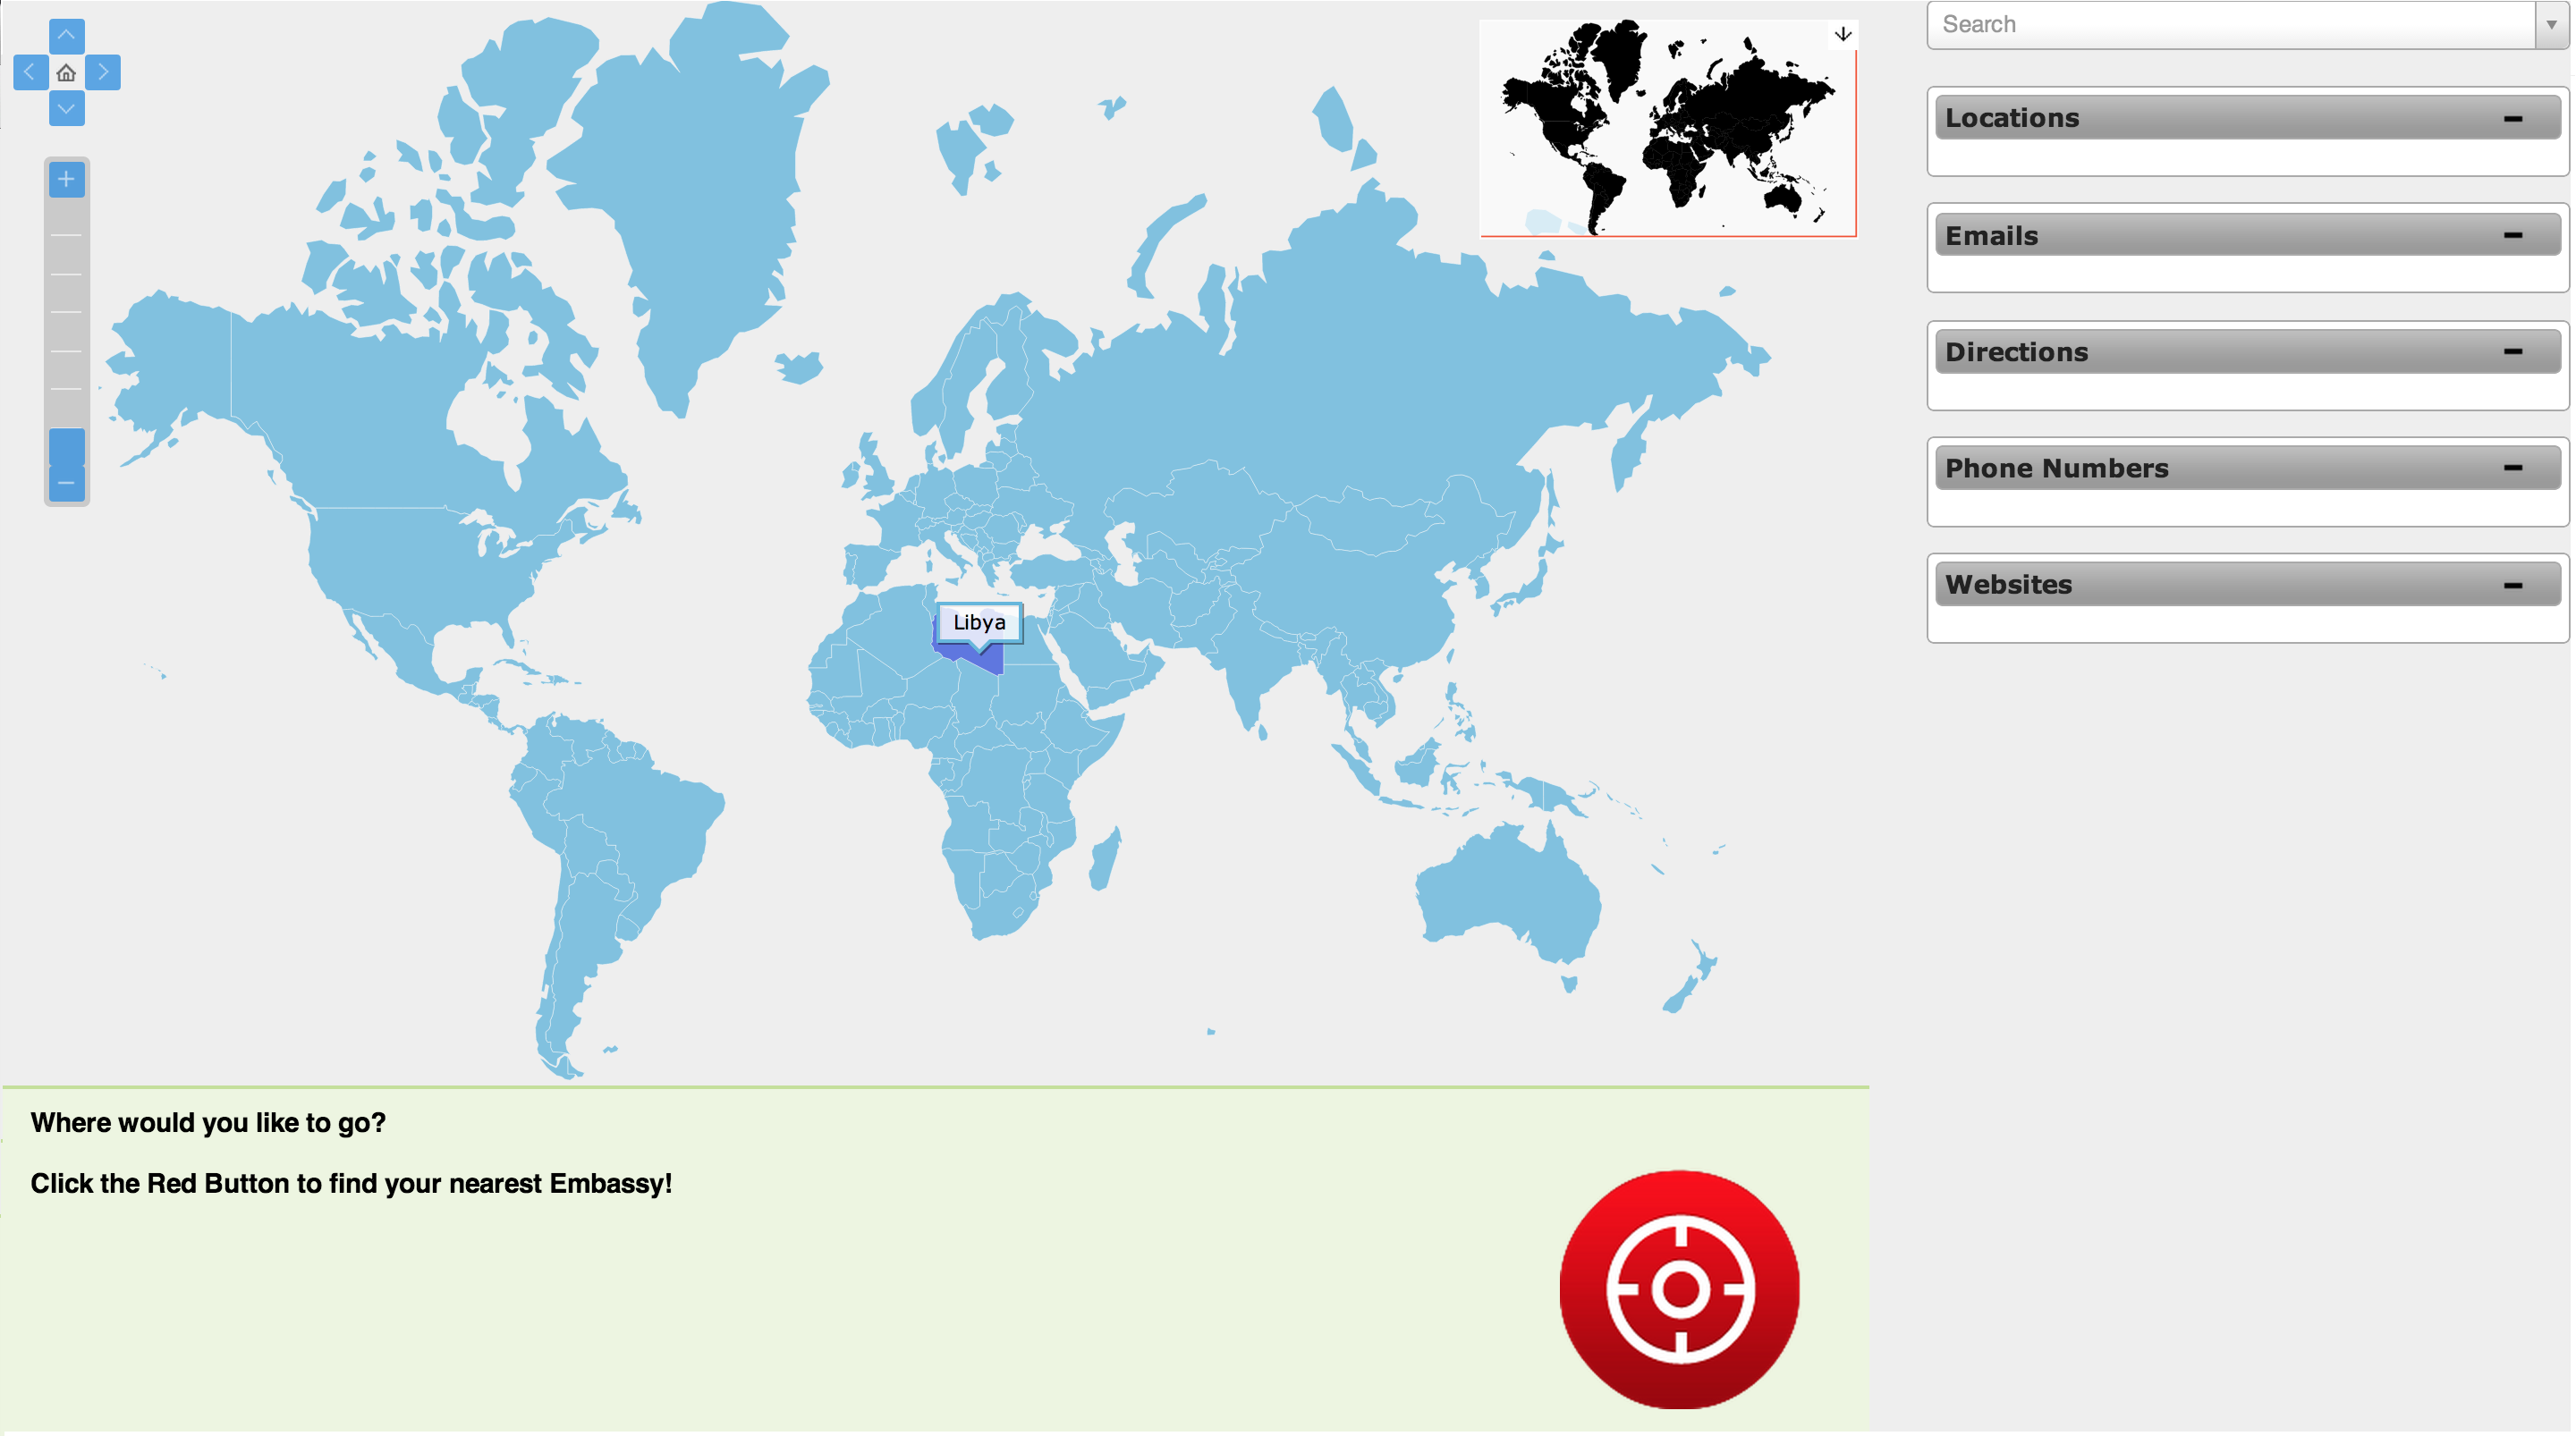 Search
Locations
Emails
Directions
Phone Numbers
Websites
Libya
Where would you like to go?
Click the Red Button to find your nearest Embassy!